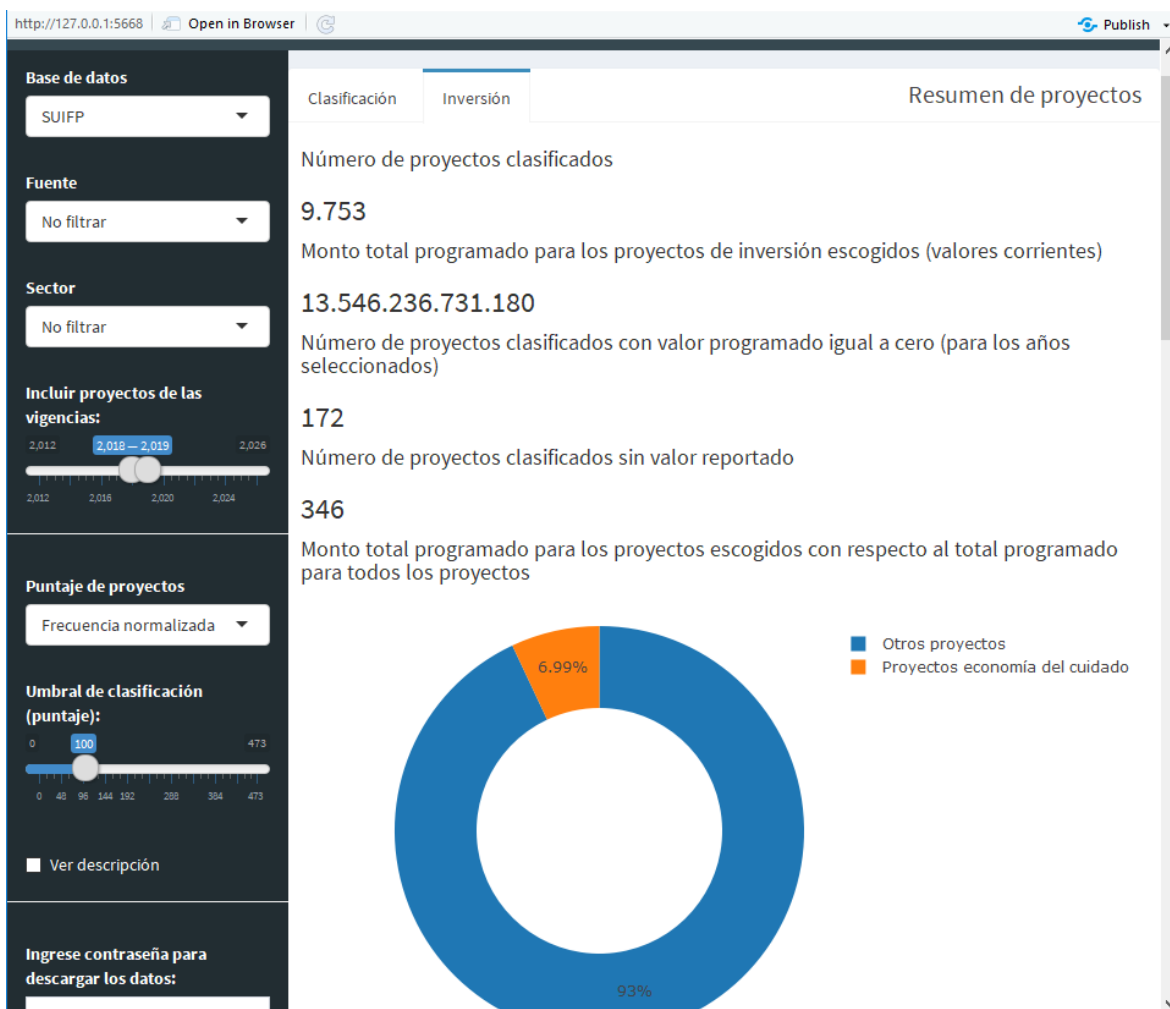 http://127.0.0.1:5668 Open in Browser Publish
Base de datos
SUIFP
Fuente
No filtrar
Sector
No filtrar
Incluir proyectos de las
vigencias:
2,012 2,018 — 2,019 2,026
2,012 2,016 2,020 2,024
Puntaje de proyectos
Frecuencia normalizada
Umbral de clasificación
(puntaje):
0 100 473
0 48 96 144 192 288 384 473
Ver descripción
Ingrese contraseña para
descargar los datos:
Clasificación Inversión Resumen de proyectos
Número de proyectos clasificados
9.753
Monto total programado para los proyectos de inversión escogidos (valores corrientes)
13.546.236.731.180
Número de proyectos clasificados con valor programado igual a cero (para los años
seleccionados)
172
Número de proyectos clasificados sin valor reportado
346
Monto total programado para los proyectos escogidos con respecto al total programado
para todos los proyectos
6.99%
93%
Otros proyectos
Proyectos economía del cuidado